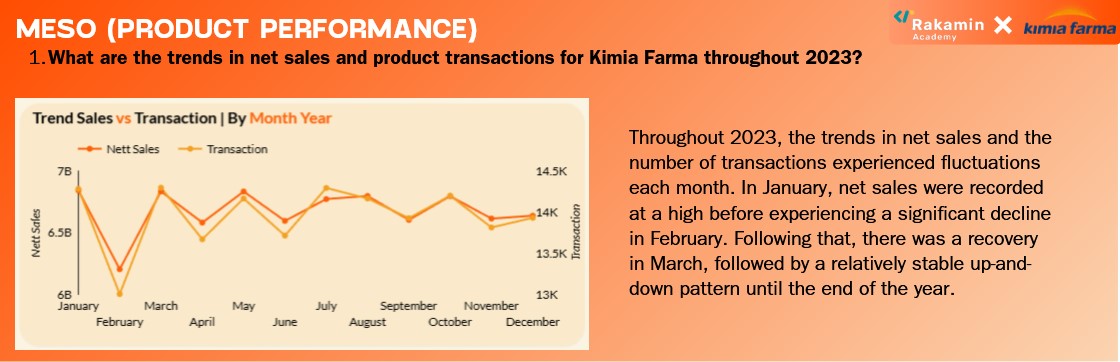 MESO (PRODUCT PERFORMANCE)
Rakamin
Academy
kimia farma
1. What are the trends in net sales and product transactions for Kimia Farma throughout 2023?
Trend Sales vs Transaction | By Month Year
Nett Sales
Transaction
7B
6.5B
6B
Nett Sales
14.5K
14K
13.5K
13K
Transaction
January
February
March
April
May
June
July
August
September
October
November
December
Throughout 2023, the trends in net sales and the
number of transactions experienced fluctuations
each month. In January, net sales were recorded
at a high before experiencing a significant decline
in February. Following that, there was a recovery
in March, followed by a relatively stable up-and-
down pattern until the end of the year.